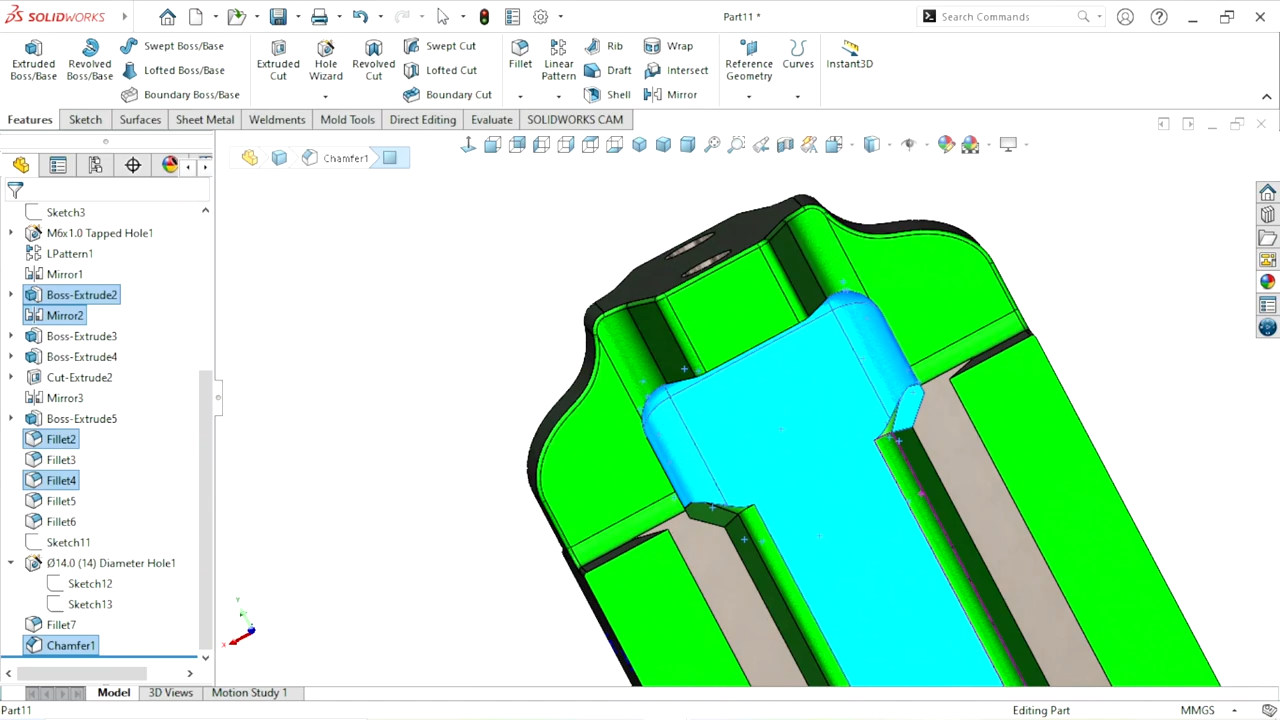 SOLIDWORKS
Part11 *
Search Commands
Extruded Boss/Base
Revolved Boss/Base
Swept Boss/Base
Lofted Boss/Base
Boundary Boss/Base
Extruded Cut
Hole Wizard
Revolved Cut
Swept Cut
Lofted Cut
Boundary Cut
Fillet
Linear Pattern
Rib
Draft
Shell
Wrap
Intersect
Mirror
Reference Geometry
Curves
Instant3D
Features
Sketch
Surfaces
Sheet Metal
Weldments
Mold Tools
Direct Editing
Evaluate
SOLIDWORKS CAM
Chamfer1
Sketch3
M6x1.0 Tapped Hole1
LPattern1
Mirror1
Boss-Extrude2
Mirror2
Boss-Extrude3
Boss-Extrude4
Cut-Extrude2
Mirror3
Boss-Extrude5
Fillet2
Fillet3
Fillet4
Fillet5
Fillet6
Sketch11
Ø14.0 (14) Diameter Hole1
Sketch12
Sketch13
Fillet7
Chamfer1
Y
X
Model
3D Views
Motion Study 1
Part11
Editing Part
MMGS